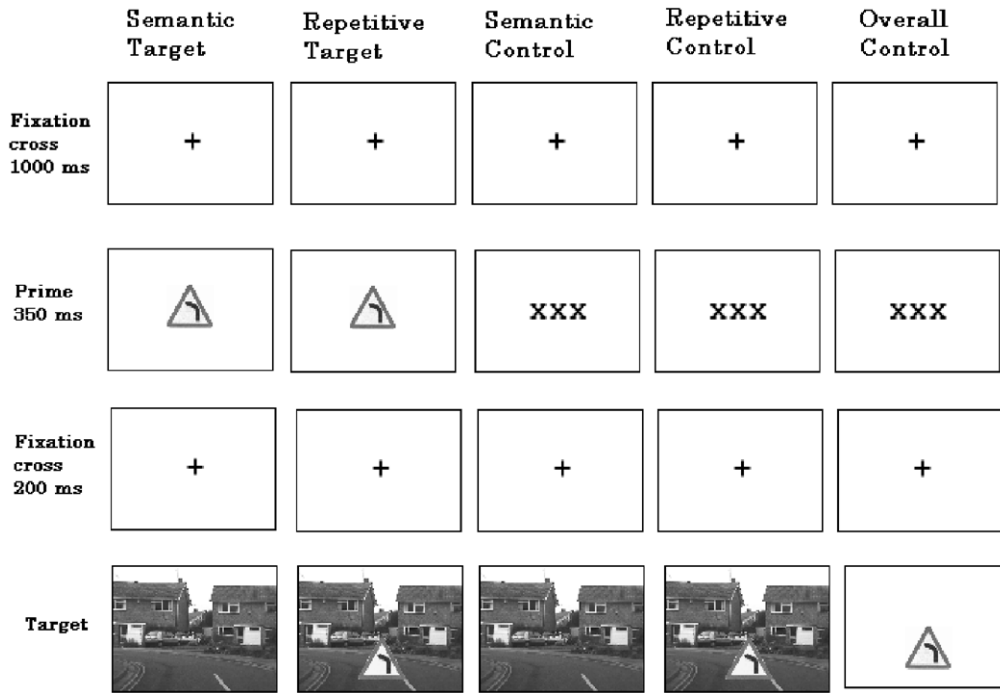 Semantic
Target
Repetitive
Target
Semantic
Control
Repetitive
Control
Overall
Control
Fixation
cross
1000 ms
Prime
350 ms
XXX
XXX
XXX
Fixation
cross
200 ms
Target